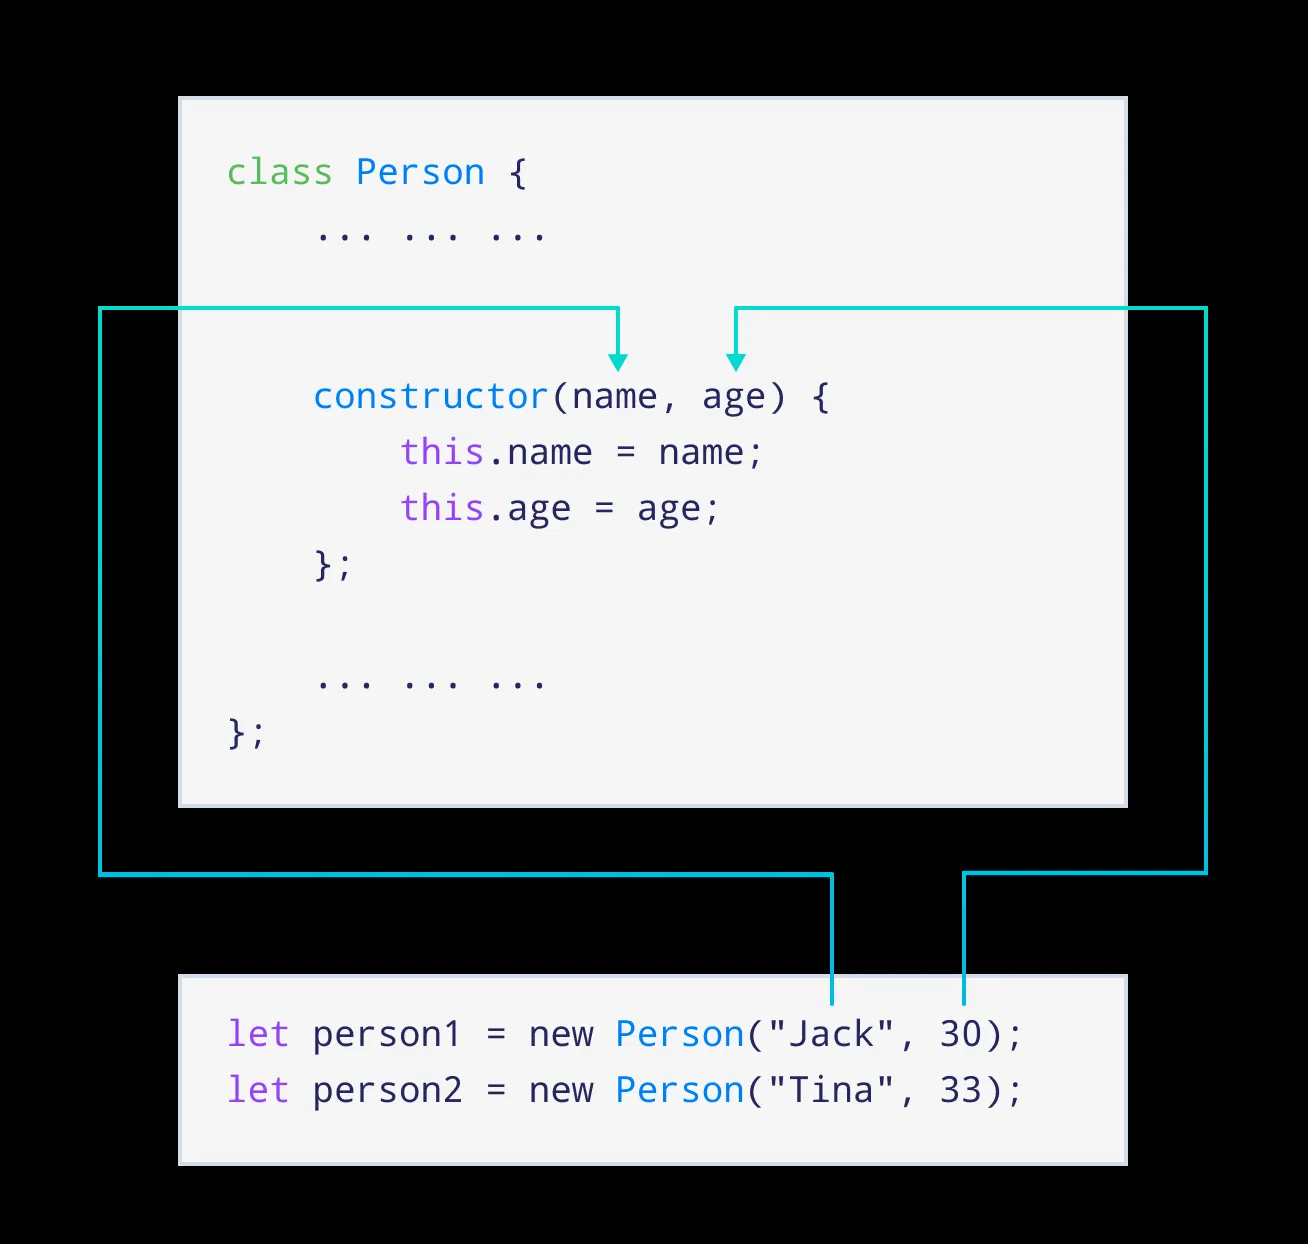 class Person {
... ... ...
constructor(name, age) {
this.name = name;
this.age = age;
};
... ... ...
};
let person1 = new Person("Jack", 30);
let person2 = new Person("Tina", 33);